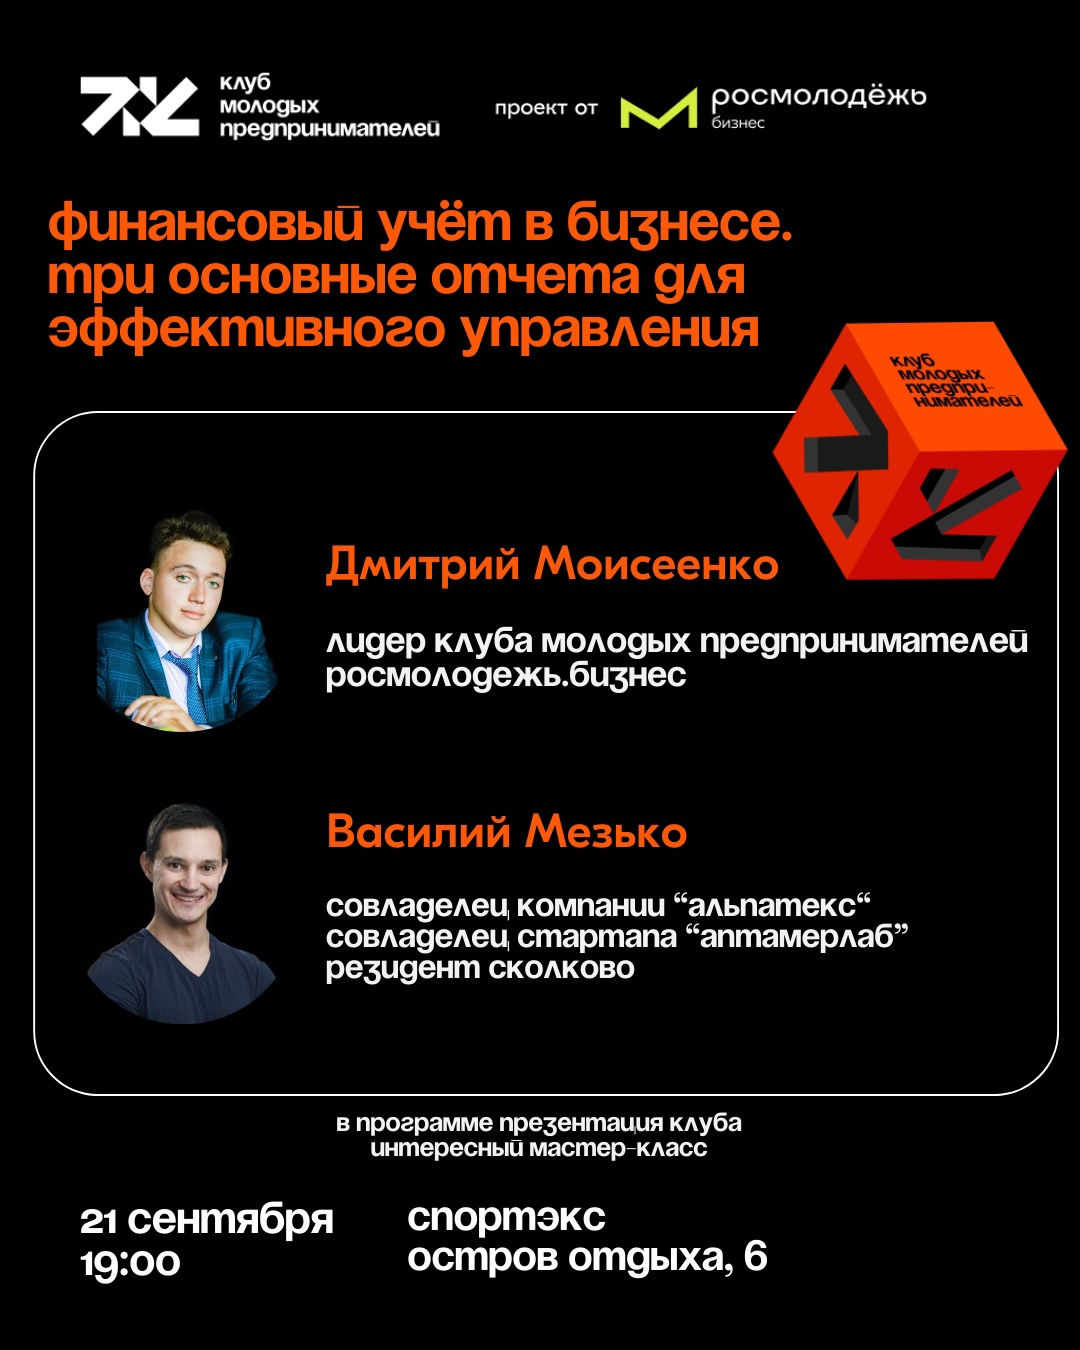 клуб
молодых
предпринимателей
проект от
росмолодёжь
бизнес
финансовый учёт в бизнесе.
три основные отчета для
эффективного управления
клуб
молодых
предпри-
нимателей
Дмитрий Моисеенко
лидер клуба молодых предпринимателей
росмолодежь.бизнес
Василий Мезько
совладелец компании “альпатекс“
совладелец стартапа “аптамерлаб”
резидент сколково
в программе презентация клуба
интересный мастер-класс
21 сентября
19:00
спортэкс
остров отдыха, 6